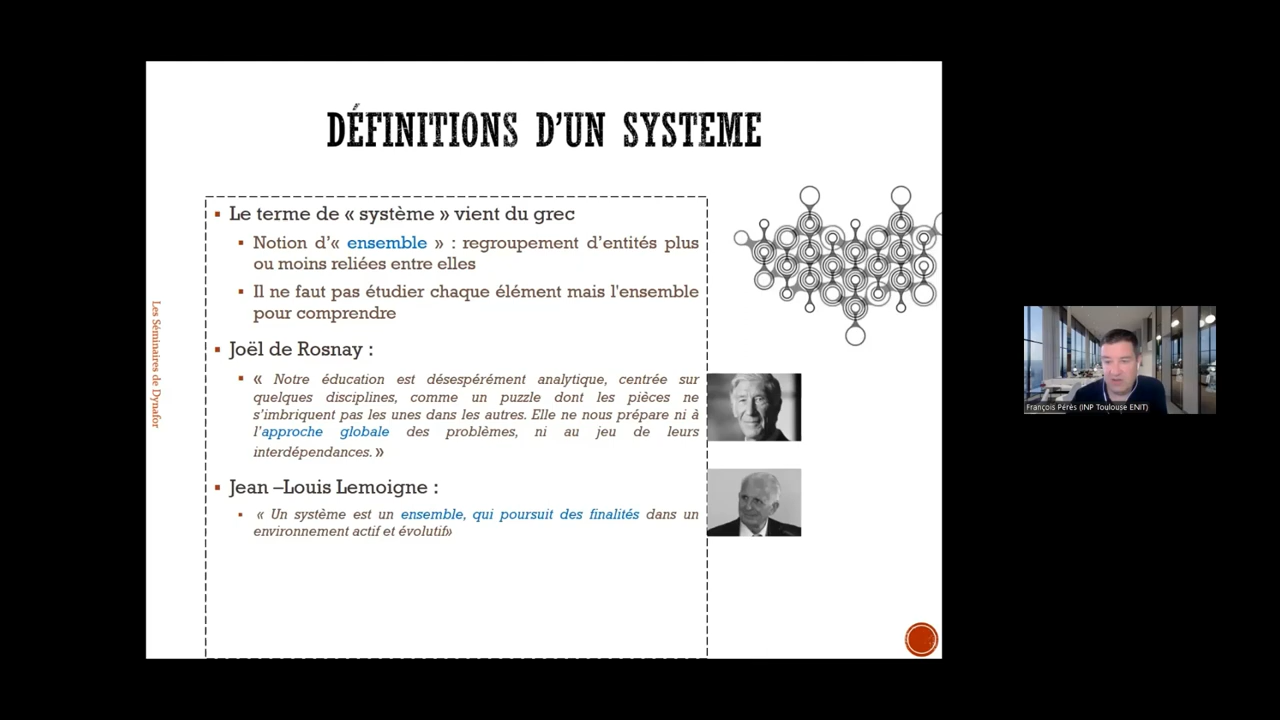 DÉFINITIONS D'UN SYSTEME
▪ Le terme de « système » vient du grec
▪ Notion d'« ensemble » : regroupement d'entités plus
ou moins reliées entre elles
▪ Il ne faut pas étudier chaque élément mais l'ensemble
pour comprendre
▪ Joël de Rosnay :
▪ « Notre éducation est désespérément analytique, centrée sur
quelques disciplines, comme un puzzle dont les pièces ne
s'imbriquent pas les unes dans les autres. Elle ne nous prépare ni à
l'approche globale des problèmes, ni au jeu de leurs
interdépendances. »
▪ Jean –Louis Lemoigne :
▪ « Un système est un ensemble, qui poursuit des finalités dans un
environnement actif et évolutif»
Les Séminaires de Dynafor
François Pérès (INP Toulouse ENIT)